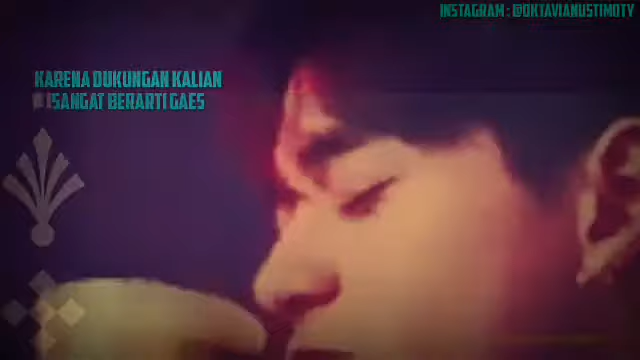 INSTAGRAM : @OKTAVIANUSTIMOTY
KARENA DUKUNGAN KALIAN
SANGAT BERARTI GAES